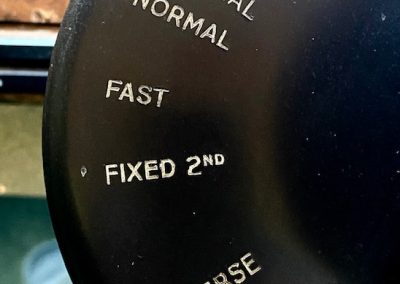 NORMAL
FAST
FIXED 2ND